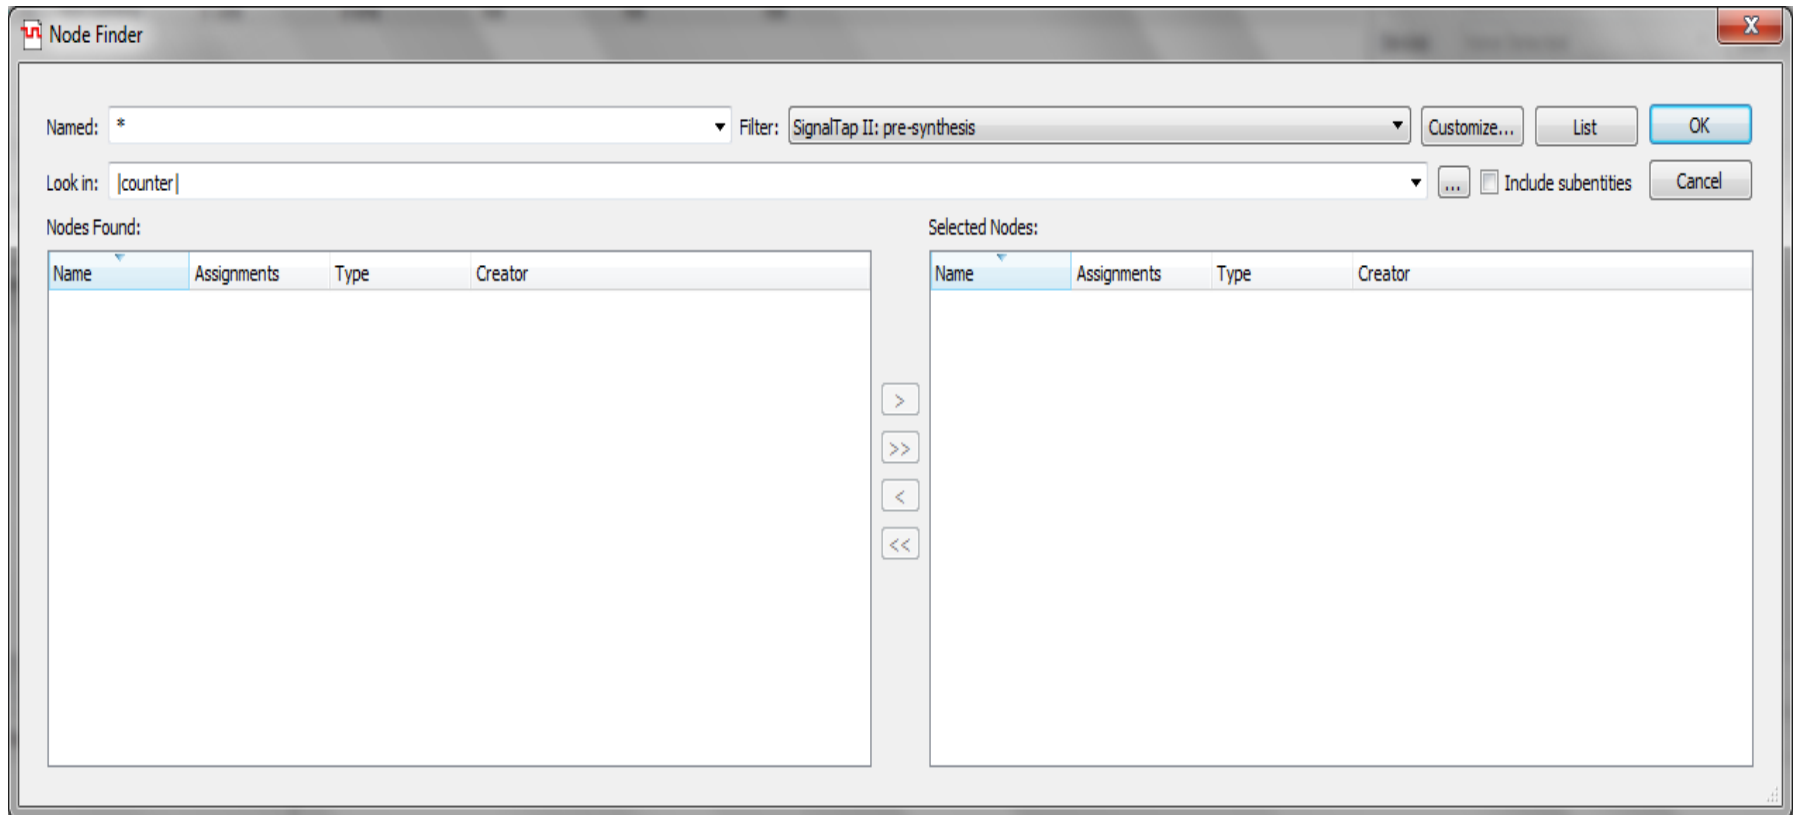 Node Finder
X
Named: * Filter: SignalTap II: pre-synthesis Customize... List OK
Look in: |counter| ... Include subentities Cancel
Nodes Found: Selected Nodes:
Name Assignments Type Creator Name Assignments Type Creator
>
>>
<
<<